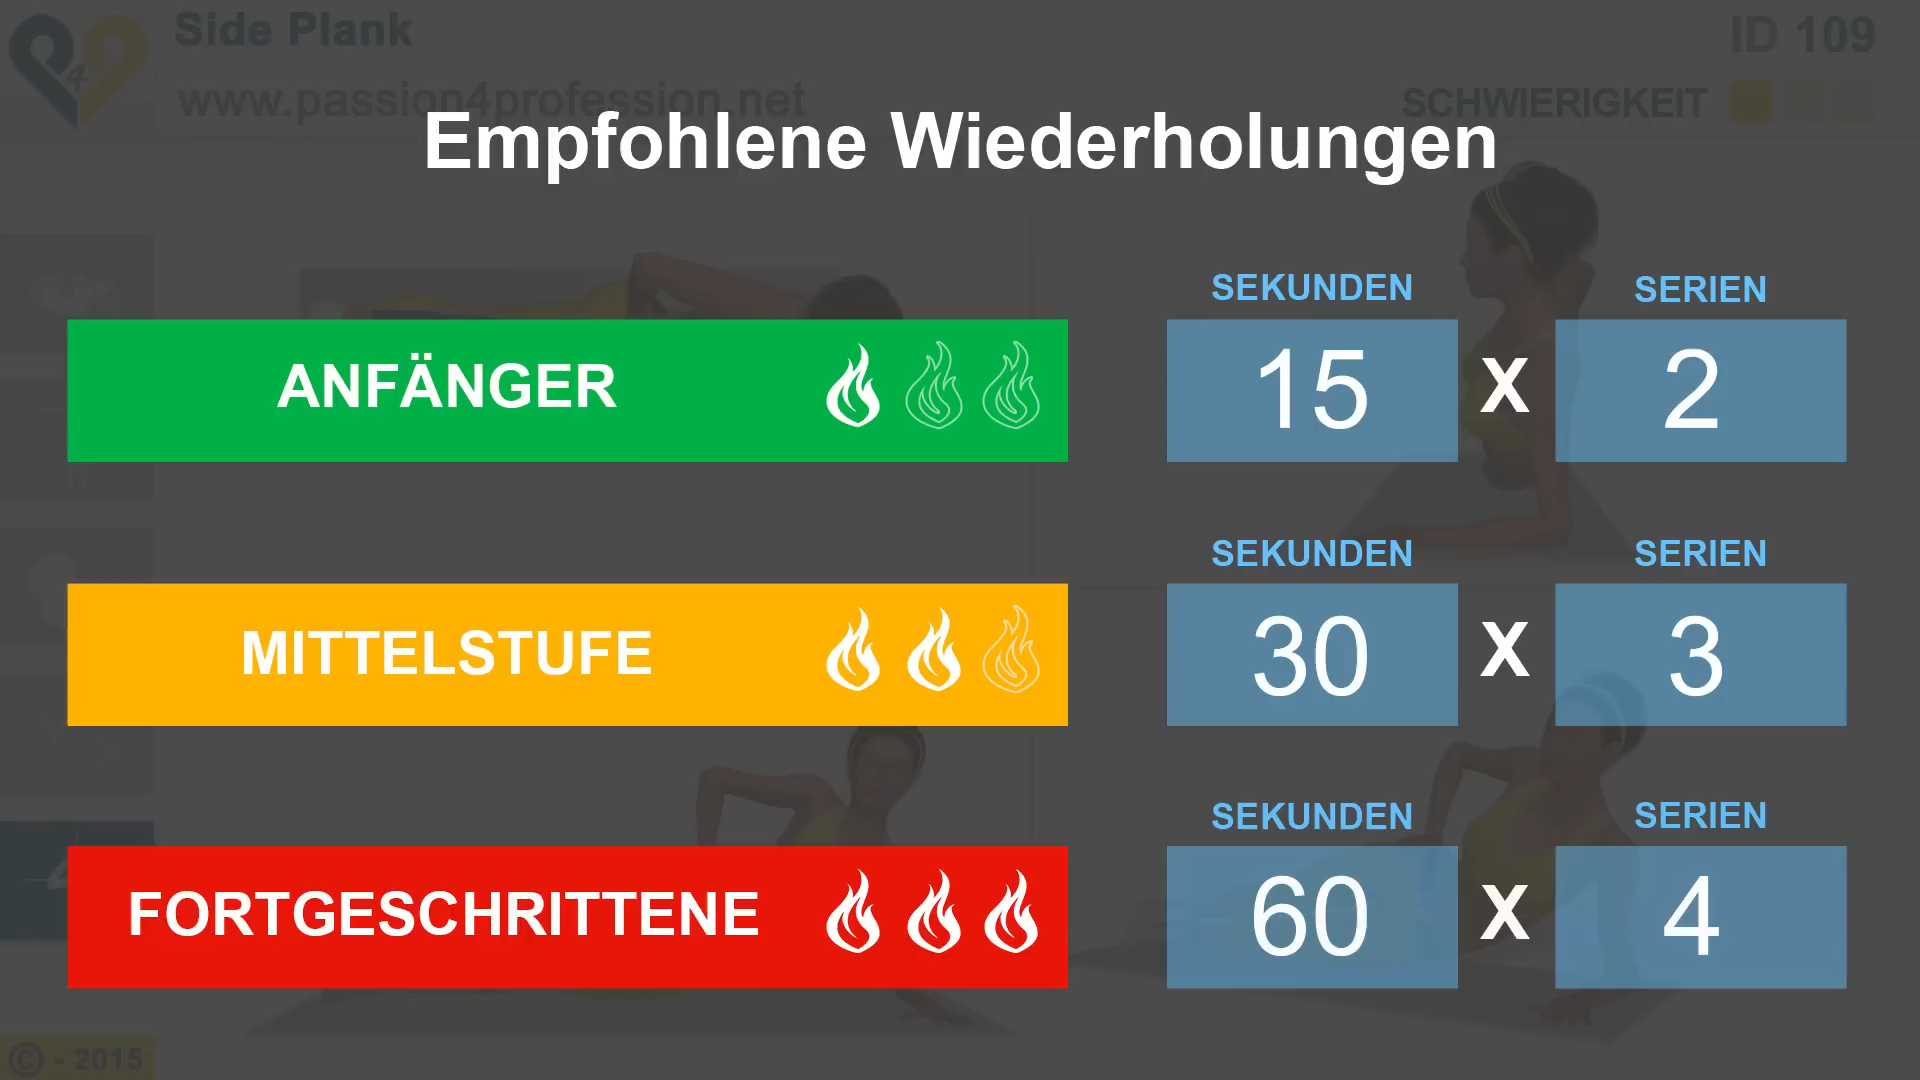 Side Plank
ID 109
www.passion4profession.net
SCHWIERIGKEIT
Empfohlene Wiederholungen
SEKUNDEN SERIEN
ANFÄNGER 15 X 2
SEKUNDEN SERIEN
MITTELSTUFE 30 X 3
SEKUNDEN SERIEN
FORTGESCHRITTENE 60 X 4
© - 2015